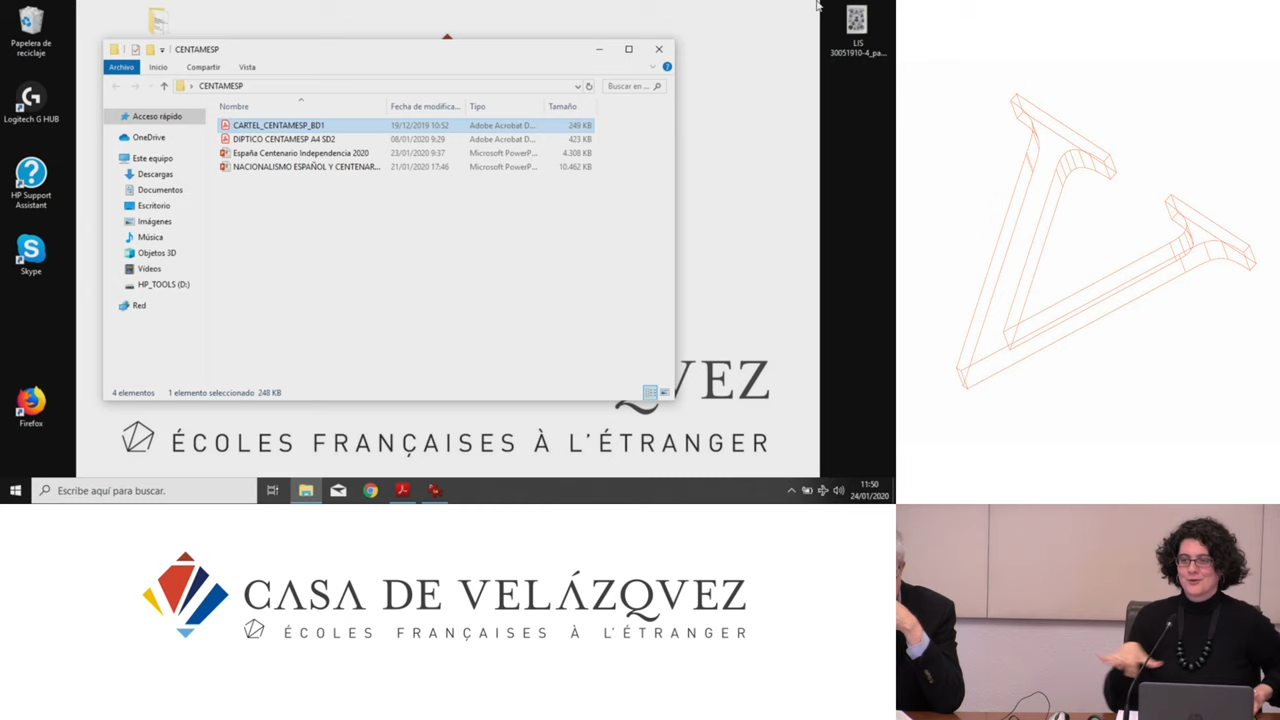 Papelera de
reciclaje
Logitech G HUB
HP Support
Assistant
Skype
Firefox
LIS
30051910-4_pa...
CENTAMESP
Archivo
Inicio
Compartir
Vista
CENTAMESP
Buscar en ...
Nombre
Fecha de modifica...
Tipo
Tamaño
CARTEL_CENTAMESP_BD1 19/12/2019 10:52 Adobe Acrobat D... 249 KB
DIPTICO CENTAMESP A4 SD2 08/01/2020 9:29 Adobe Acrobat D... 423 KB
España Centenario Independencia 2020 23/01/2020 9:37 Microsoft PowerP... 4.308 KB
NACIONALISMO ESPAÑOL Y CENTENAR... 21/01/2020 17:46 Microsoft PowerP... 10.462 KB
Acceso rápido
OneDrive
Este equipo
Descargas
Documentos
Escritorio
Imágenes
Música
Objetos 3D
Vídeos
HP_TOOLS (D:)
Red
4 elementos 1 elemento seleccionado 248 KB
QVEZ
ÉCOLES FRANÇAISES À L'ÉTRANGER
Escribe aquí para buscar.
11:50
24/01/2020
CASA DE VELÁZQVEZ
ÉCOLES FRANÇAISES À L'ÉTRANGER